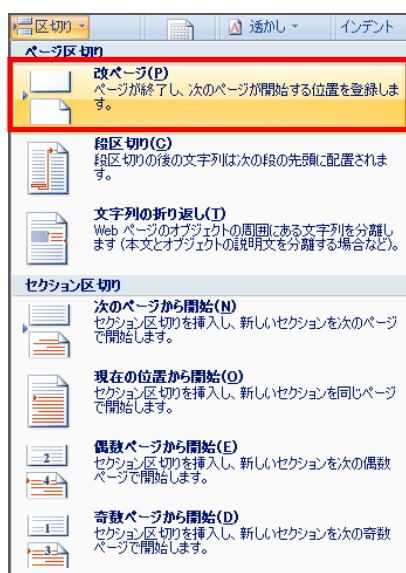 区切り 透かし インデント
ページ区切り
改ページ(P)
ページが終了し、次のページが開始する位置を登録しま
す。
段区切り(C)
段区切りの後の文字列は次の段の先頭に配置されま
す。
文字列の折り返し(T)
Web ページのオブジェクトの周囲にある文字列を分離し
ます (本文とオブジェクトの説明文を分離する場合など)。
セクション区切り
次のページから開始(N)
セクション区切りを挿入し、新しいセクションを次のページ
で開始します。
現在の位置から開始(O)
セクション区切りを挿入し、新しいセクションを同じページ
で開始します。
2
4
偶数ページから開始(E)
セクション区切りを挿入し、新しいセクションを次の偶数
ページで開始します。
1
3
奇数ページから開始(D)
セクション区切りを挿入し、新しいセクションを次の奇数
ページで開始します。